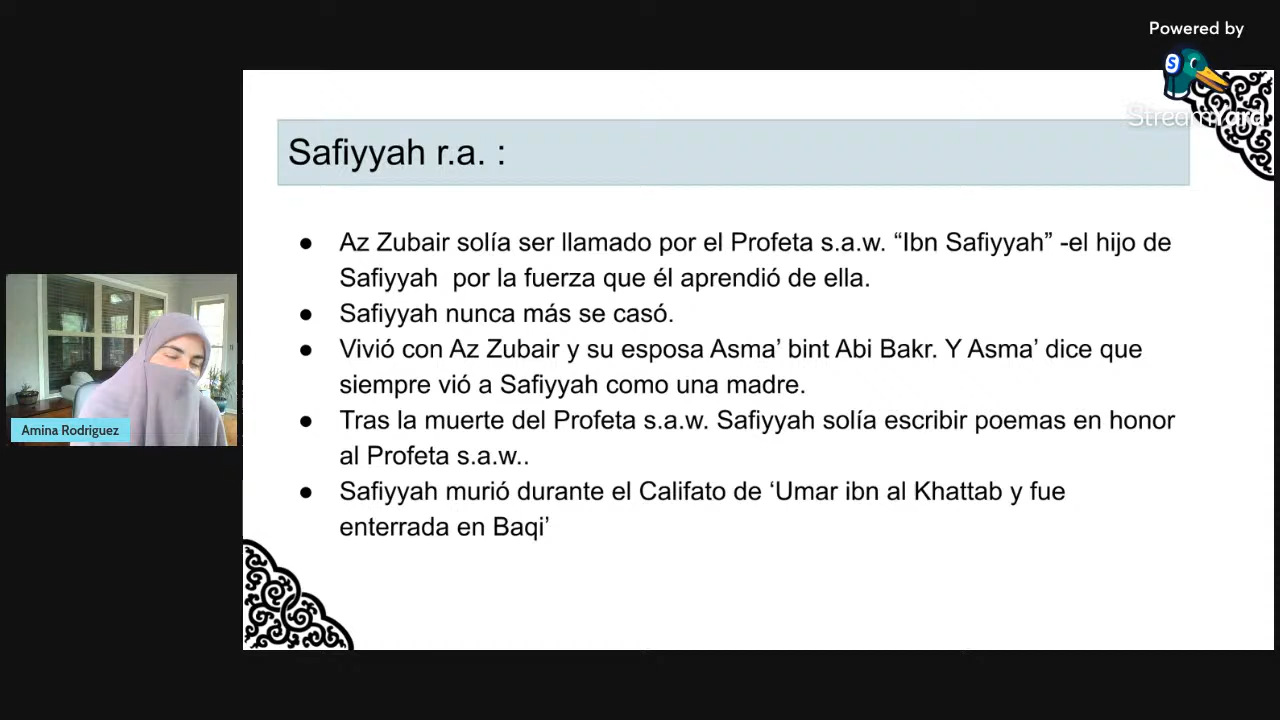 Powered by
S
StreamYard
Safiyyah r.a. :
● Az Zubair solía ser llamado por el Profeta s.a.w. “Ibn Safiyyah” -el hijo de
Safiyyah por la fuerza que él aprendió de ella.
● Safiyyah nunca más se casó.
● Vivió con Az Zubair y su esposa Asma’ bint Abi Bakr. Y Asma’ dice que
siempre vió a Safiyyah como una madre.
● Tras la muerte del Profeta s.a.w. Safiyyah solía escribir poemas en honor
al Profeta s.a.w..
● Safiyyah murió durante el Califato de ‘Umar ibn al Khattab y fue
enterrada en Baqi’
Amina Rodriguez